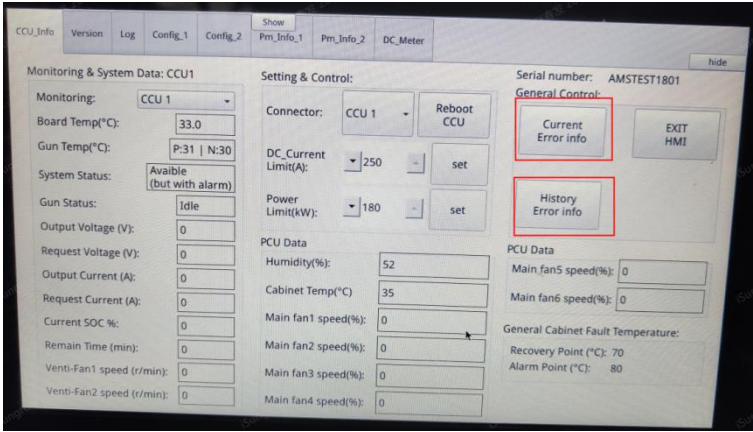 Show
CCU_Info Version Log Config_1 Config_2 Pm_Info_1 Pm_Info_2 DC_Meter
hide
Monitoring & System Data: CCU1
Monitoring: CCU 1
Board Temp(°C): 33.0
Gun Temp(°C): P:31 | N:30
System Status: Avaible
(but with alarm)
Gun Status: Idle
Output Voltage (V): 0
Request Voltage (V): 0
Output Current (A): 0
Request Current (A): 0
Current SOC %: 0
Remain Time (min): 0
Venti-Fan1 speed (r/min): 0
Venti-Fan2 speed (r/min): 0
Setting & Control:
Connector: CCU 1
Reboot
CCU
DC_Current
Limit(A): 250 set
Power
Limit(kW): 180 set
PCU Data
Humidity(%): 52
Cabinet Temp(°C) 35
Main fan1 speed(%): 0
Main fan2 speed(%): 0
Main fan3 speed(%): 0
Main fan4 speed(%): 0
Serial number: AMSTEST1801
General Control:
Current
Error info
EXIT
HMI
History
Error info
PCU Data
Main fan5 speed(%): 0
Main fan6 speed(%): 0
General Cabinet Fault Temperature:
Recovery Point (°C): 70
Alarm Point (°C): 80